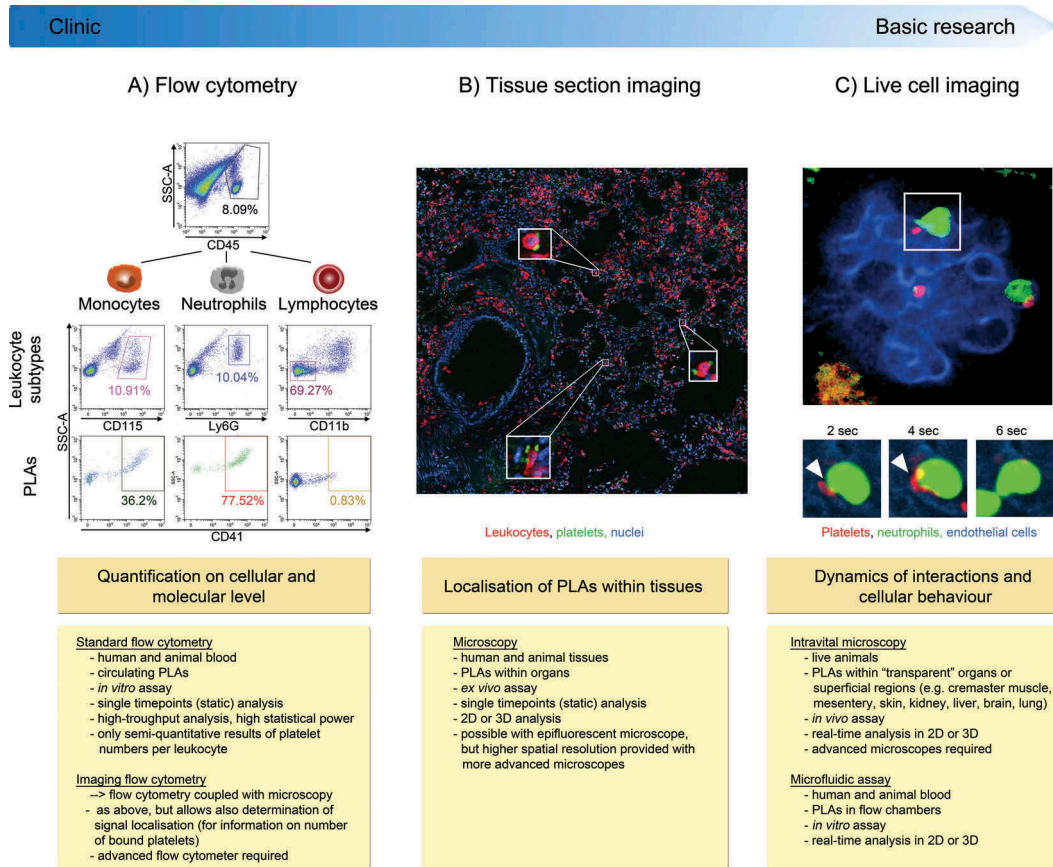 Clinic
Basic research
A) Flow cytometry
B) Tissue section imaging
C) Live cell imaging
SSC-A
8.09%
CD45
Monocytes
Neutrophils
Lymphocytes
Leukocyte
subtypes
10.91%
10.04%
69.27%
CD115
Ly6G
CD11b
SSC-A
PLAs
SSC-A
SSC-A
36.2%
77.52%
0.83%
CD41
Leukocytes, platelets, nuclei
2 sec
4 sec
6 sec
Platelets, neutrophils, endothelial cells
Quantification on cellular and
molecular level
Localisation of PLAs within tissues
Dynamics of interactions and
cellular behaviour
Standard flow cytometry
- human and animal blood
- circulating PLAs
- in vitro assay
- single timepoints (static) analysis
- high-troughput analysis, high statistical power
- only semi-quantitative results of platelet
numbers per leukocyte
Imaging flow cytometry
--> flow cytometry coupled with microscopy
- as above, but allows also determination of
signal localisation (for information on number
of bound platelets)
- advanced flow cytometer required
Microscopy
- human and animal tissues
- PLAs within organs
- ex vivo assay
- single timepoints (static) analysis
- 2D or 3D analysis
- possible with epifluorescent microscope,
but higher spatial resolution provided with
more advanced microscopes
Intravital microscopy
- live animals
- PLAs within “transparent” organs or
superficial regions (e.g. cremaster muscle,
mesentery, skin, kidney, liver, brain, lung)
- in vivo assay
- real-time analysis in 2D or 3D
- advanced microscopes required
Microfluidic assay
- human and animal blood
- PLAs in flow chambers
- in vitro assay
- real-time analysis in 2D or 3D